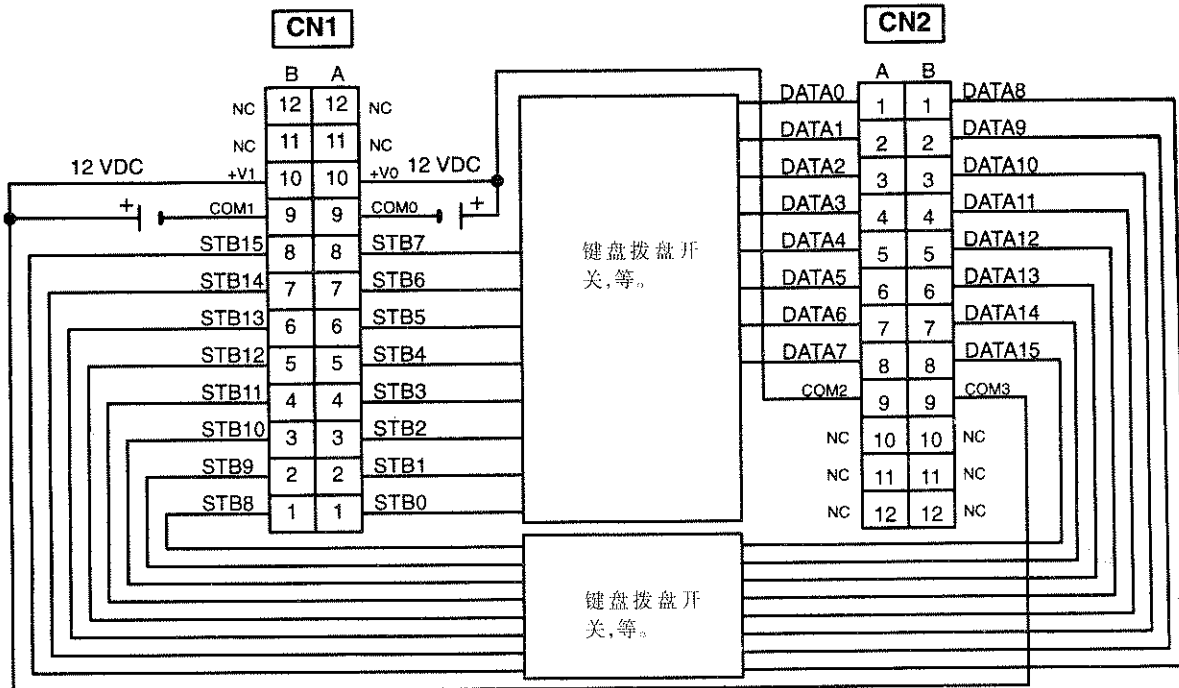 CN1
CN2
B A
A B
NC 12 12 NC
NC 11 11 NC
12 VDC +V1 10 10 +V0 12 VDC
+ COM1 9 9 COM0 +
STB15 8 8 STB7
STB14 7 7 STB6
STB13 6 6 STB5
STB12 5 5 STB4
STB11 4 4 STB3
STB10 3 3 STB2
STB9 2 2 STB1
STB8 1 1 STB0
键盘拨盘开
关,等。
键盘拨盘开
关,等。
DATA0 1 1 DATA8
DATA1 2 2 DATA9
DATA2 3 3 DATA10
DATA3 4 4 DATA11
DATA4 5 5 DATA12
DATA5 6 6 DATA13
DATA6 7 7 DATA14
DATA7 8 8 DATA15
COM2 9 9 COM3
NC 10 10 NC
NC 11 11 NC
NC 12 12 NC